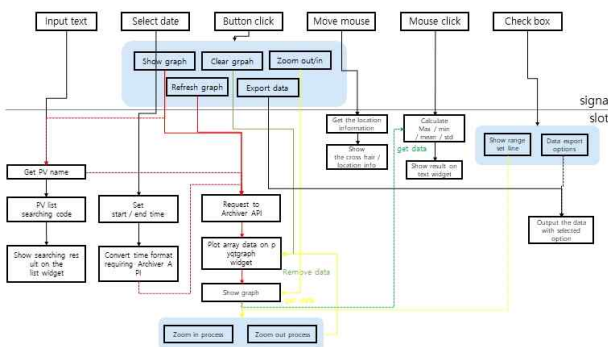 Input text
Select date
Button click
Move mouse
Mouse click
Check box
Show graph
Clear grpah
Zoom out/in
Refresh graph
Export data
signal
slot
Get the location
information
Show
the cross hair /
location info
Calculate
Max / min
/ mean / std
get data
Show result on
text widget
Show range
set line
Data export
options
Get PV name
PV list
searching code
Show searching res
ult on the
list widget
Set
start / end time
Convert time format
requiring Archiver A
PI
Request to
Archiver API
Plot array data on p
yqtgraph
widget
Remove data
Show graph
Output the data
with selected
option
Zoom in process
Zoom out process